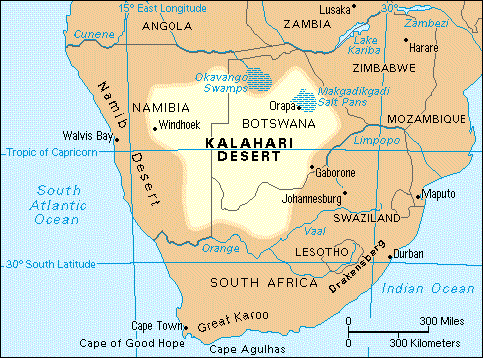 15° East Longitude
Lusaka
30°
ANGOLA
ZAMBIA
Zambezi
Cunene
Lake
Kariba
Harare
Okavango
Swamps
ZIMBABWE
Makgadikgadi
Salt Pans
NAMIBIA
Orapa
Windhoek
BOTSWANA
MOZAMBIQUE
Namib
Desert
Walvis Bay
KALAHARI
DESERT
Limpopo
Tropic of Capricorn
Gaborone
South
Atlantic
Ocean
Johannesburg
Maputo
SWAZILAND
Vaal
Orange
LESOTHO
Drakensberg
Durban
30° South Latitude
SOUTH AFRICA
Indian Ocean
Great Karoo
Cape Town
0
300 Miles
0
300 Kilometers
Cape of Good Hope
Cape Agulhas